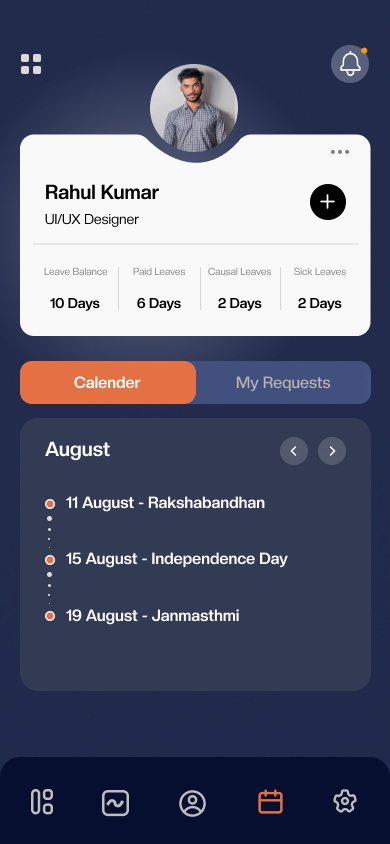 Rahul Kumar
UI/UX Designer
Leave Balance
10 Days
Paid Leaves
6 Days
Causal Leaves
2 Days
Sick Leaves
2 Days
Calender
My Requests
August
11 August - Rakshabandhan
15 August - Independence Day
19 August - Janmasthmi